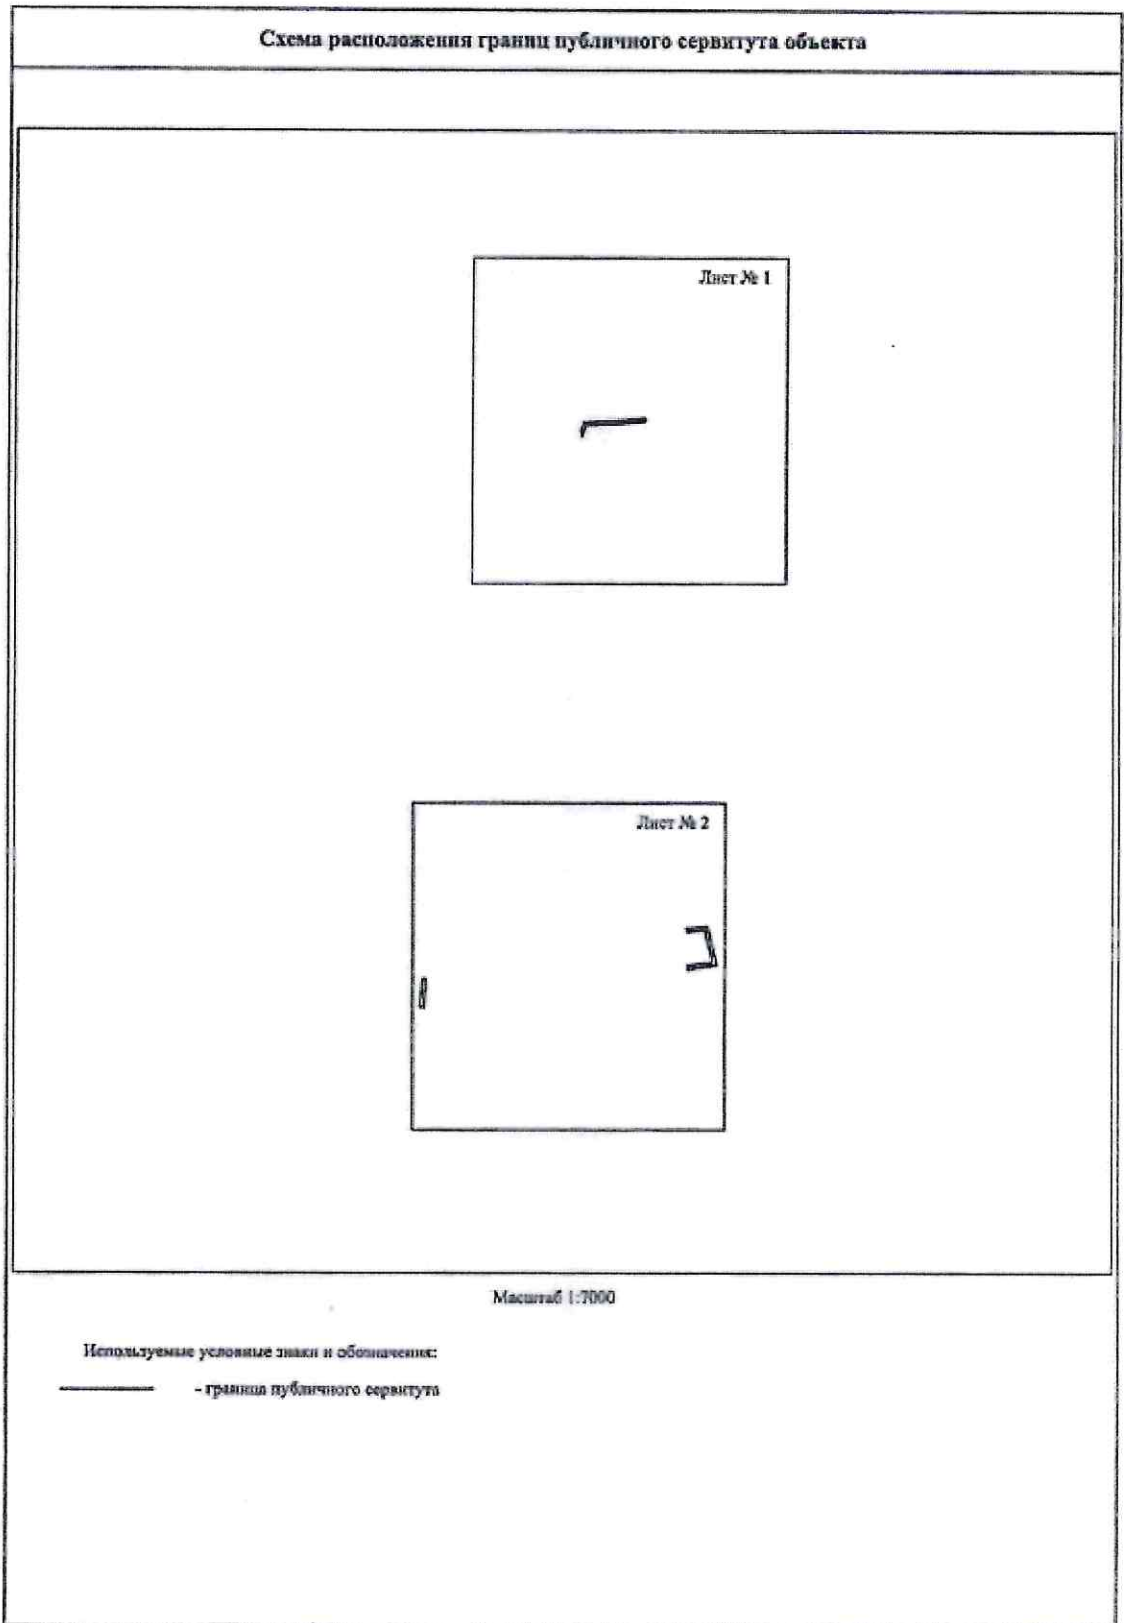 Схема расположения границ публичного сервитута объекта
Лист № 1
Лист № 2
Масштаб 1:7000
Используемые условные знаки и обозначения:
- граница публичного сервитута